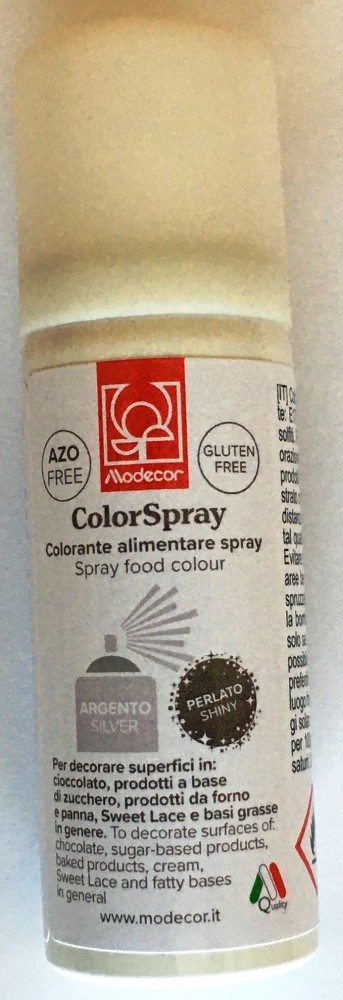 Modecor
AZO
FREE
GLUTEN
FREE
ColorSpray
Colorante alimentare spray
Spray food colour
ARGENTO
SILVER
PERLATO
SHINY
Per decorare superfici in:
cioccolato, prodotti a base
di zucchero, prodotti da forno
e panna, Sweet Lace e basi grasse
in genere. To decorate surfaces of:
chocolate, sugar-based products,
baked products, cream,
Sweet Lace and fatty bases
in general
Quality
www.modecor.it
[IT]